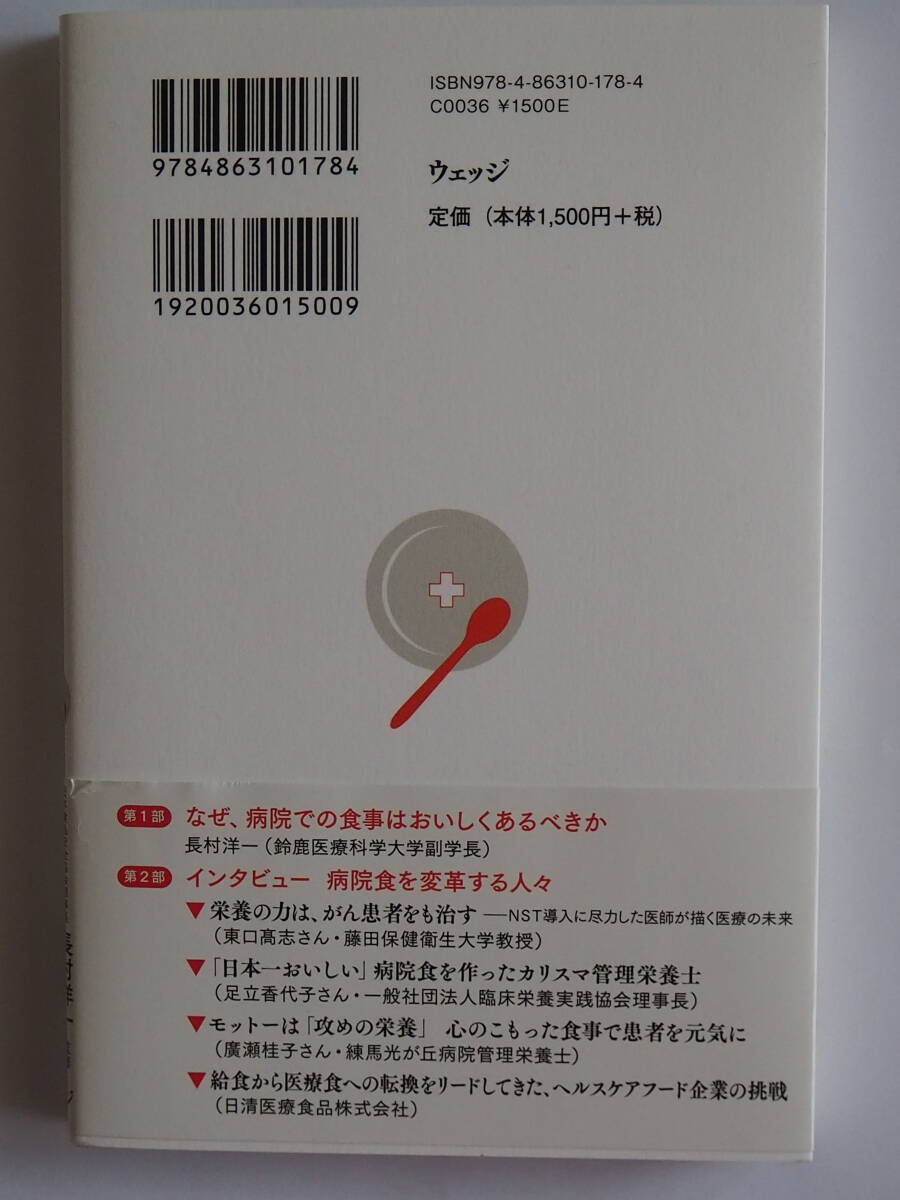 ISBN978-4-86310-178-4
C0036 ¥1500E
9784863101784
ウェッジ
定価（本体1,500円＋税）
1920036015009
第1部 なぜ、病院での食事はおいしくあるべきか
長村洋一（鈴鹿医療科学大学副学長）
第2部 インタビュー 病院食を変革する人々
▼栄養の力は、がん患者をも治す ——NST導入に尽力した医師が描く医療の未来
（東口髙志さん・藤田保健衛生大学教授）
▼「日本一おいしい」病院食を作ったカリスマ管理栄養士
（足立香代子さん・一般社団法人臨床栄養実践協会理事長）
▼モットーは「攻めの栄養」 心のこもった食事で患者を元気に
（廣瀬桂子さん・練馬光が丘病院管理栄養士）
▼給食から医療食への転換をリードしてきた、ヘルスケアフード企業の挑戦
（日清医療食品株式会社）